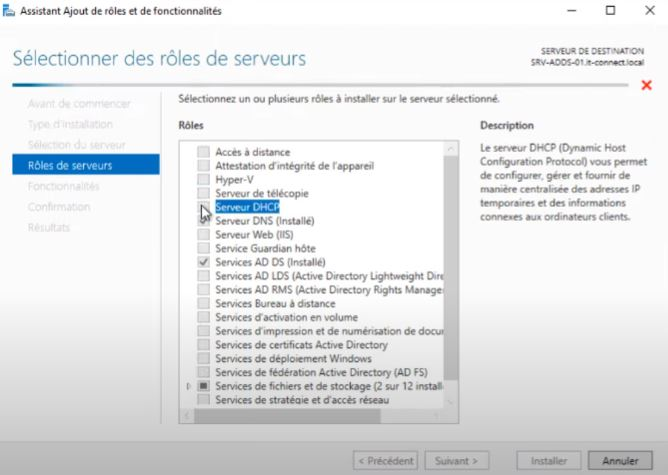 Assistant Ajout de rôles et de fonctionnalités
Sélectionner des rôles de serveurs
SERVEUR DE DESTINATION
SRV-ADDS-01.it-connect.local
Avant de commencer
Type d'installation
Sélection du serveur
Rôles de serveurs
Fonctionnalités
Confirmation
Résultats
Sélectionnez un ou plusieurs rôles à installer sur le serveur sélectionné.
Rôles
Accès à distance
Attestation d'intégrité de l'appareil
Hyper-V
Serveur de télécopie
Serveur DHCP
Serveur DNS (Installé)
Serveur Web (IIS)
Service Guardian hôte
Services AD DS (Installé)
Services AD LDS (Active Directory Lightweight Dire
Services AD RMS (Active Directory Rights Manage
Services Bureau à distance
Services d'activation en volume
Services d'impression et de numérisation de docu
Services de certificats Active Directory
Services de déploiement Windows
Services de fédération Active Directory (AD FS)
Services de fichiers et de stockage (2 sur 12 install
Services de stratégie et d'accès réseau
Description
Le serveur DHCP (Dynamic Host
Configuration Protocol) vous permet
de configurer, gérer et fournir de
manière centralisée des adresses IP
temporaires et des informations
connexes aux ordinateurs clients.
< Précédent
Suivant >
Installer
Annuler